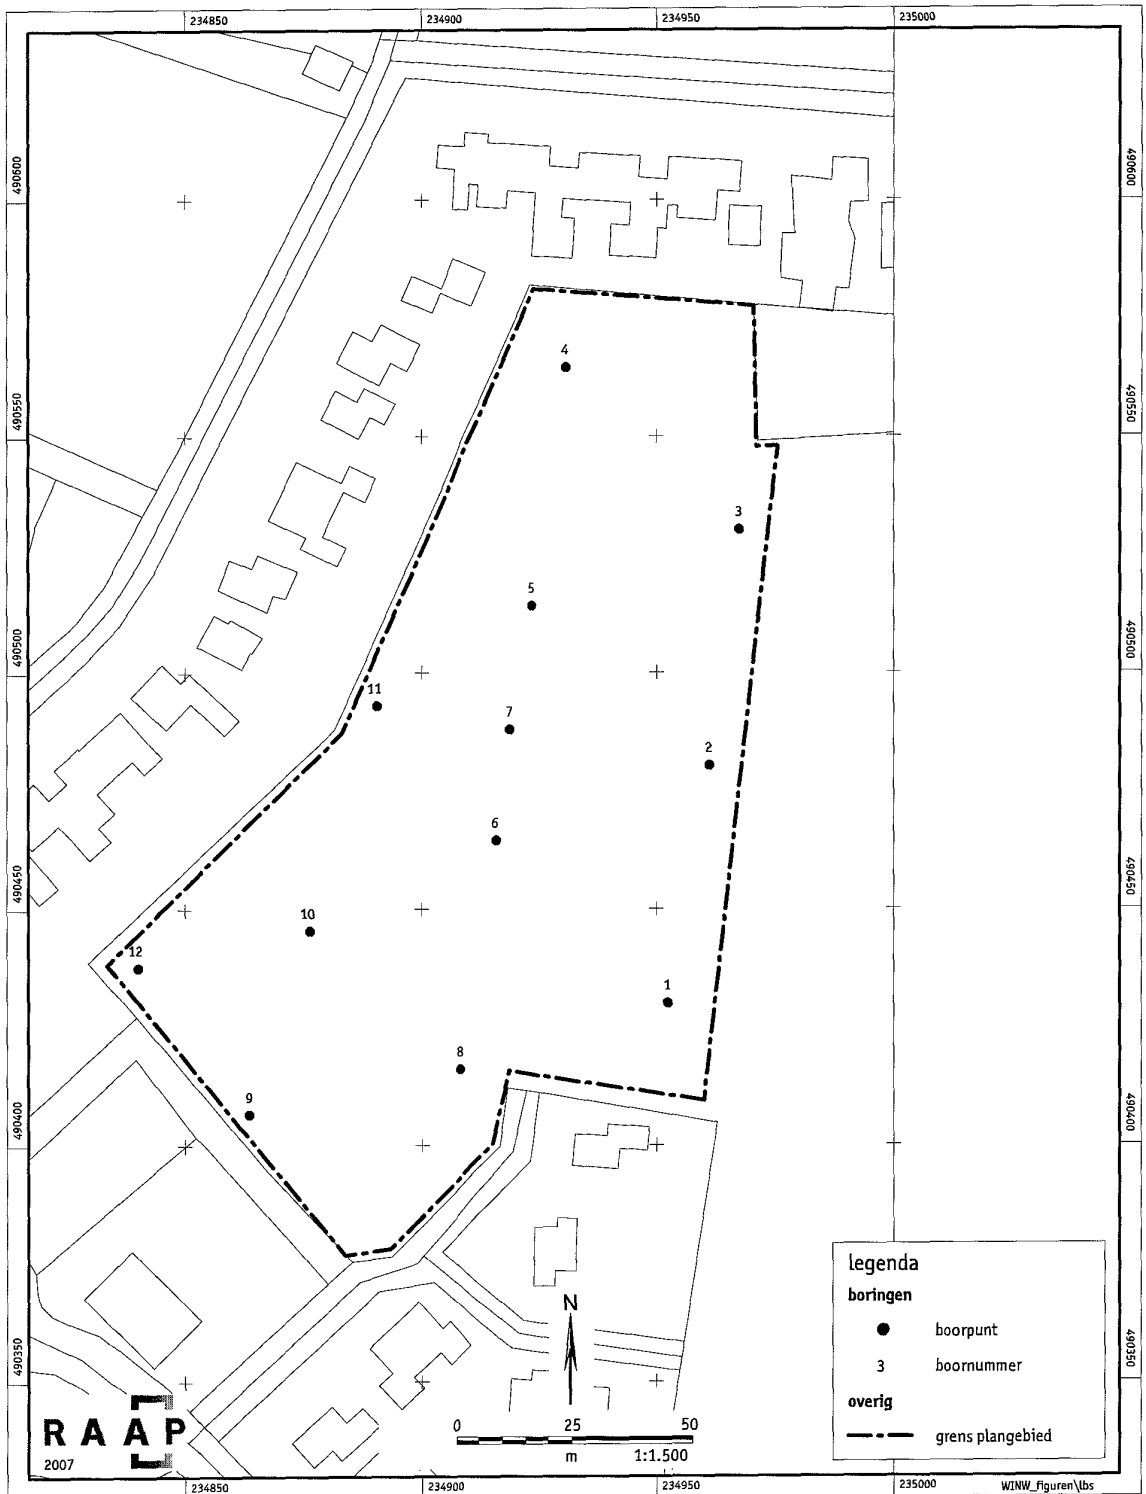 234850 234900 234950 235000
490600 490600
4
490550 490550
3
5
490500 490500
11
7
2
6
490450 490450
10
12
1
8
9
490400 490400
legenda
boringen
boorpunt
3 boornummer
overig
grens plangebied
N
490350 490350
0 25 50
m 1:1.500
RAAP
2007
234850 234900 234950 235000
WINW_figuren\lbs